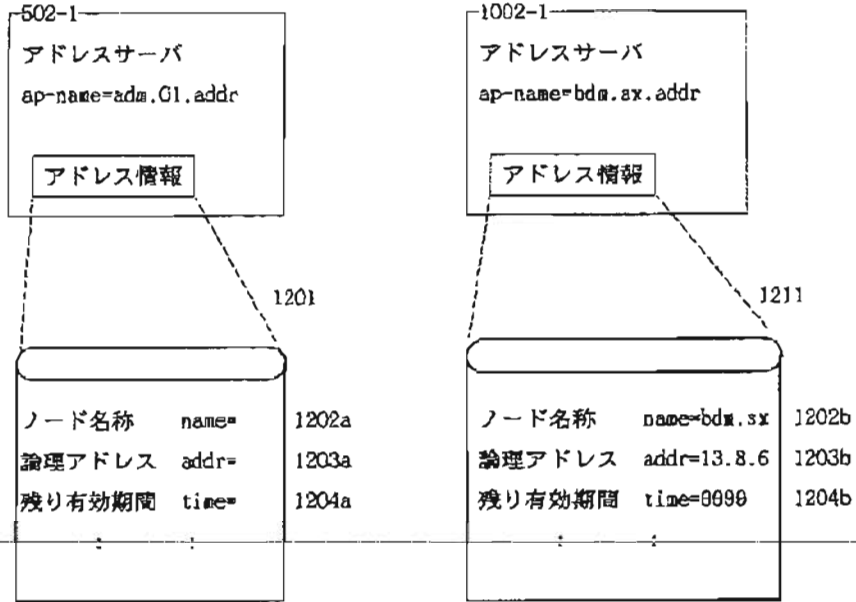 502-1
アドレスサーバ
ap-name=adm.G1.addr
アドレス情報
1201
ノード名称 name= 1202a
論理アドレス addr= 1203a
残り有効期間 time= 1204a
1002-1
アドレスサーバ
ap-name=bdm.sx.addr
アドレス情報
1211
ノード名称 name=bdm.sx 1202b
論理アドレス addr=13.8.6 1203b
残り有効期間 time=9999 1204b